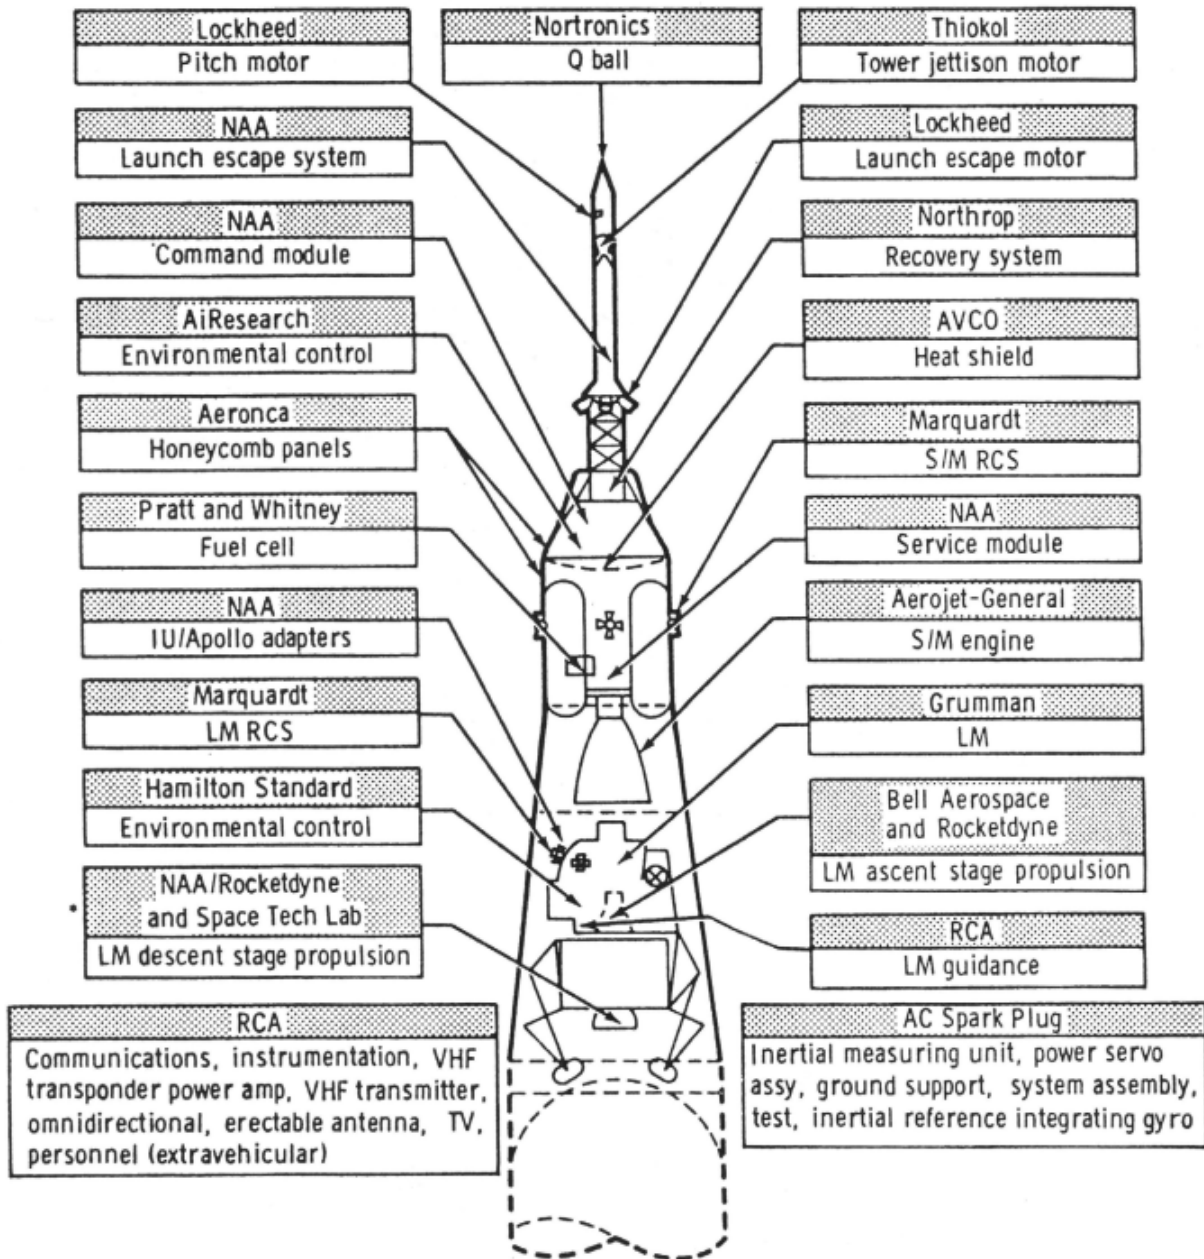 Lockheed
Pitch motor
Nortronics
Q ball
Thiokol
Tower jettison motor
NAA
Launch escape system
Lockheed
Launch escape motor
NAA
Command module
Northrop
Recovery system
AiResearch
Environmental control
AVCO
Heat shield
Aeronca
Honeycomb panels
Marquardt
S/M RCS
Pratt and Whitney
Fuel cell
NAA
Service module
NAA
IU/Apollo adapters
Aerojet-General
S/M engine
Marquardt
LM RCS
Grumman
LM
Hamilton Standard
Environmental control
Bell Aerospace
and Rocketdyne
LM ascent stage propulsion
NAA/Rocketdyne
and Space Tech Lab
LM descent stage propulsion
RCA
LM guidance
RCA
Communications, instrumentation, VHF
transponder power amp, VHF transmitter,
omnidirectional, erectable antenna, TV,
personnel (extravehicular)
AC Spark Plug
Inertial measuring unit, power servo
assy, ground support, system assembly,
test, inertial reference integrating gyro